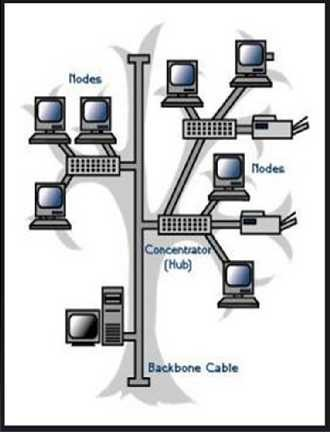 Nodes
Nodes
Concentrator
(Hub)
Backbone Cable